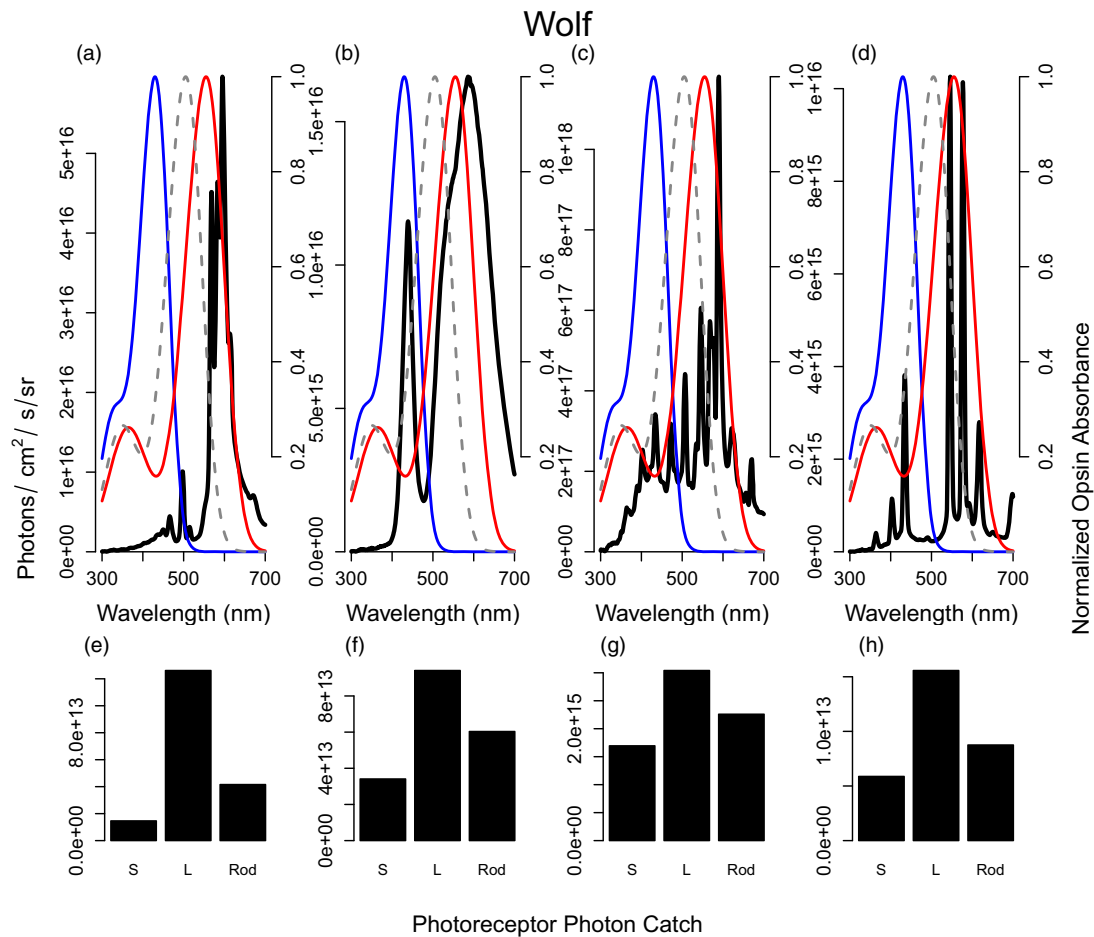 Wolf
(a) (b) (c) (d)
Photons/ cm²/ s/sr
0e+00 1e+16 2e+16 3e+16 4e+16 5e+16
0.2 0.4 0.6 0.8 1.0
0.0e+00 5.0e+15 1.0e+16 1.5e+16
0.2 0.4 0.6 0.8 1.0
0e+00 2e+17 4e+17 6e+17 8e+17 1e+18
0.2 0.4 0.6 0.8 1.0
0e+00 2e+15 4e+15 6e+15 8e+15 1e+16
0.2 0.4 0.6 0.8 1.0
Normalized Opsin Absorbance
300 500 700 300 500 700 300 500 700 300 500 700
Wavelength (nm) Wavelength (nm) Wavelength (nm) Wavelength (nm)
(e) (f) (g) (h)
0.0e+00 8.0e+13
0e+00 4e+13 8e+13
0.0e+00 2.0e+15
0.0e+00 1.0e+13
S L Rod S L Rod S L Rod S L Rod
Photoreceptor Photon Catch